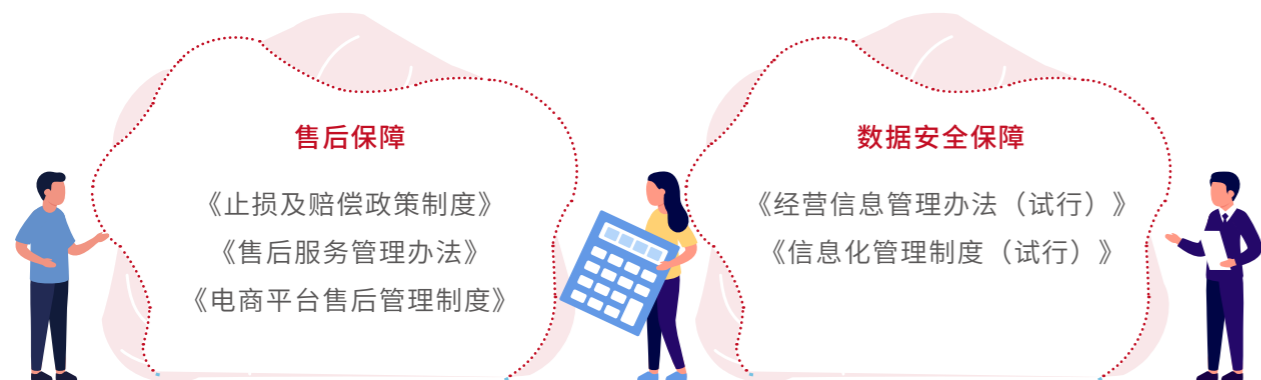 售后保障
《止损及赔偿政策制度》
《售后服务管理办法》
《电商平台售后管理制度》
数据安全保障
《经营信息管理办法（试行）》
《信息化管理制度（试行）》